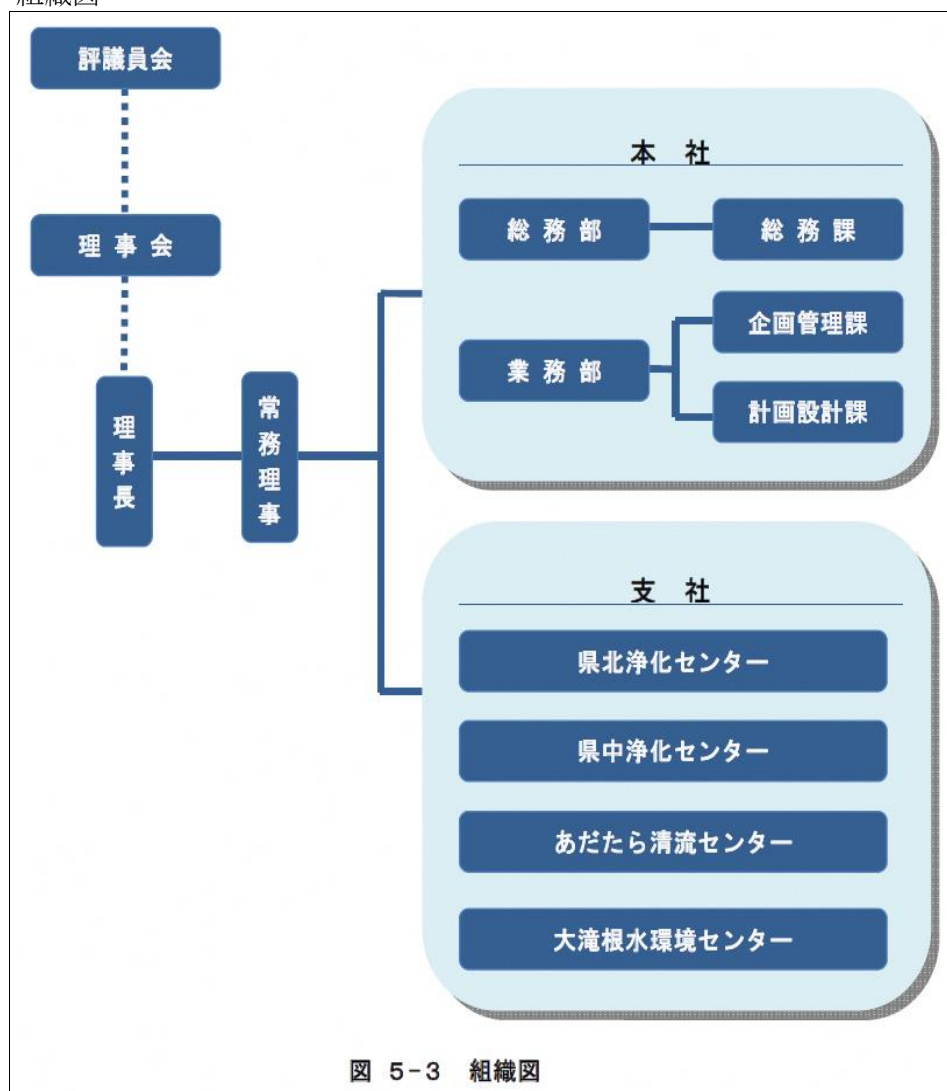 組織図
評議員会
理事会
理事長
常務理事
本社
総務部
総務課
業務部
企画管理課
計画設計課
支社
県北浄化センター
県中浄化センター
あだたら清流センター
大滝根水環境センター
図 5-3 組織図